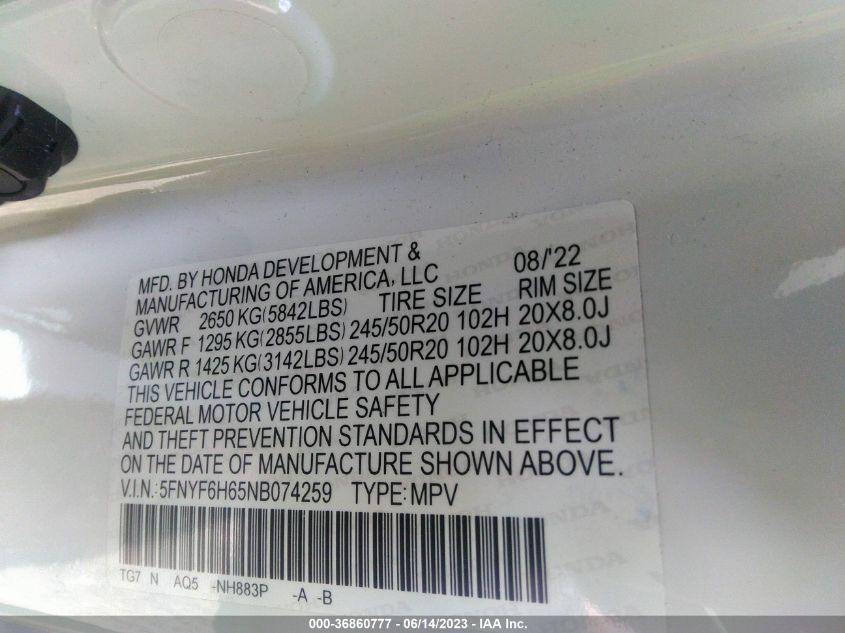 MFD. BY HONDA DEVELOPMENT & 08/'22
MANUFACTURING OF AMERICA, LLC
GVWR 2650 KG(5842LBS) TIRE SIZE RIM SIZE
GAWR F 1295 KG(2855LBS) 245/50R20 102H 20X8.0J
GAWR R 1425 KG(3142LBS) 245/50R20 102H 20X8.0J
THIS VEHICLE CONFORMS TO ALL APPLICABLE
FEDERAL MOTOR VEHICLE SAFETY
AND THEFT PREVENTION STANDARDS IN EFFECT
ON THE DATE OF MANUFACTURE SHOWN ABOVE.
V.I.N.: 5FNYF6H65NB074259 TYPE: MPV
TG7 N AQ5 -NH883P -A -B
000-36860777 - 06/14/2023 - IAA Inc.